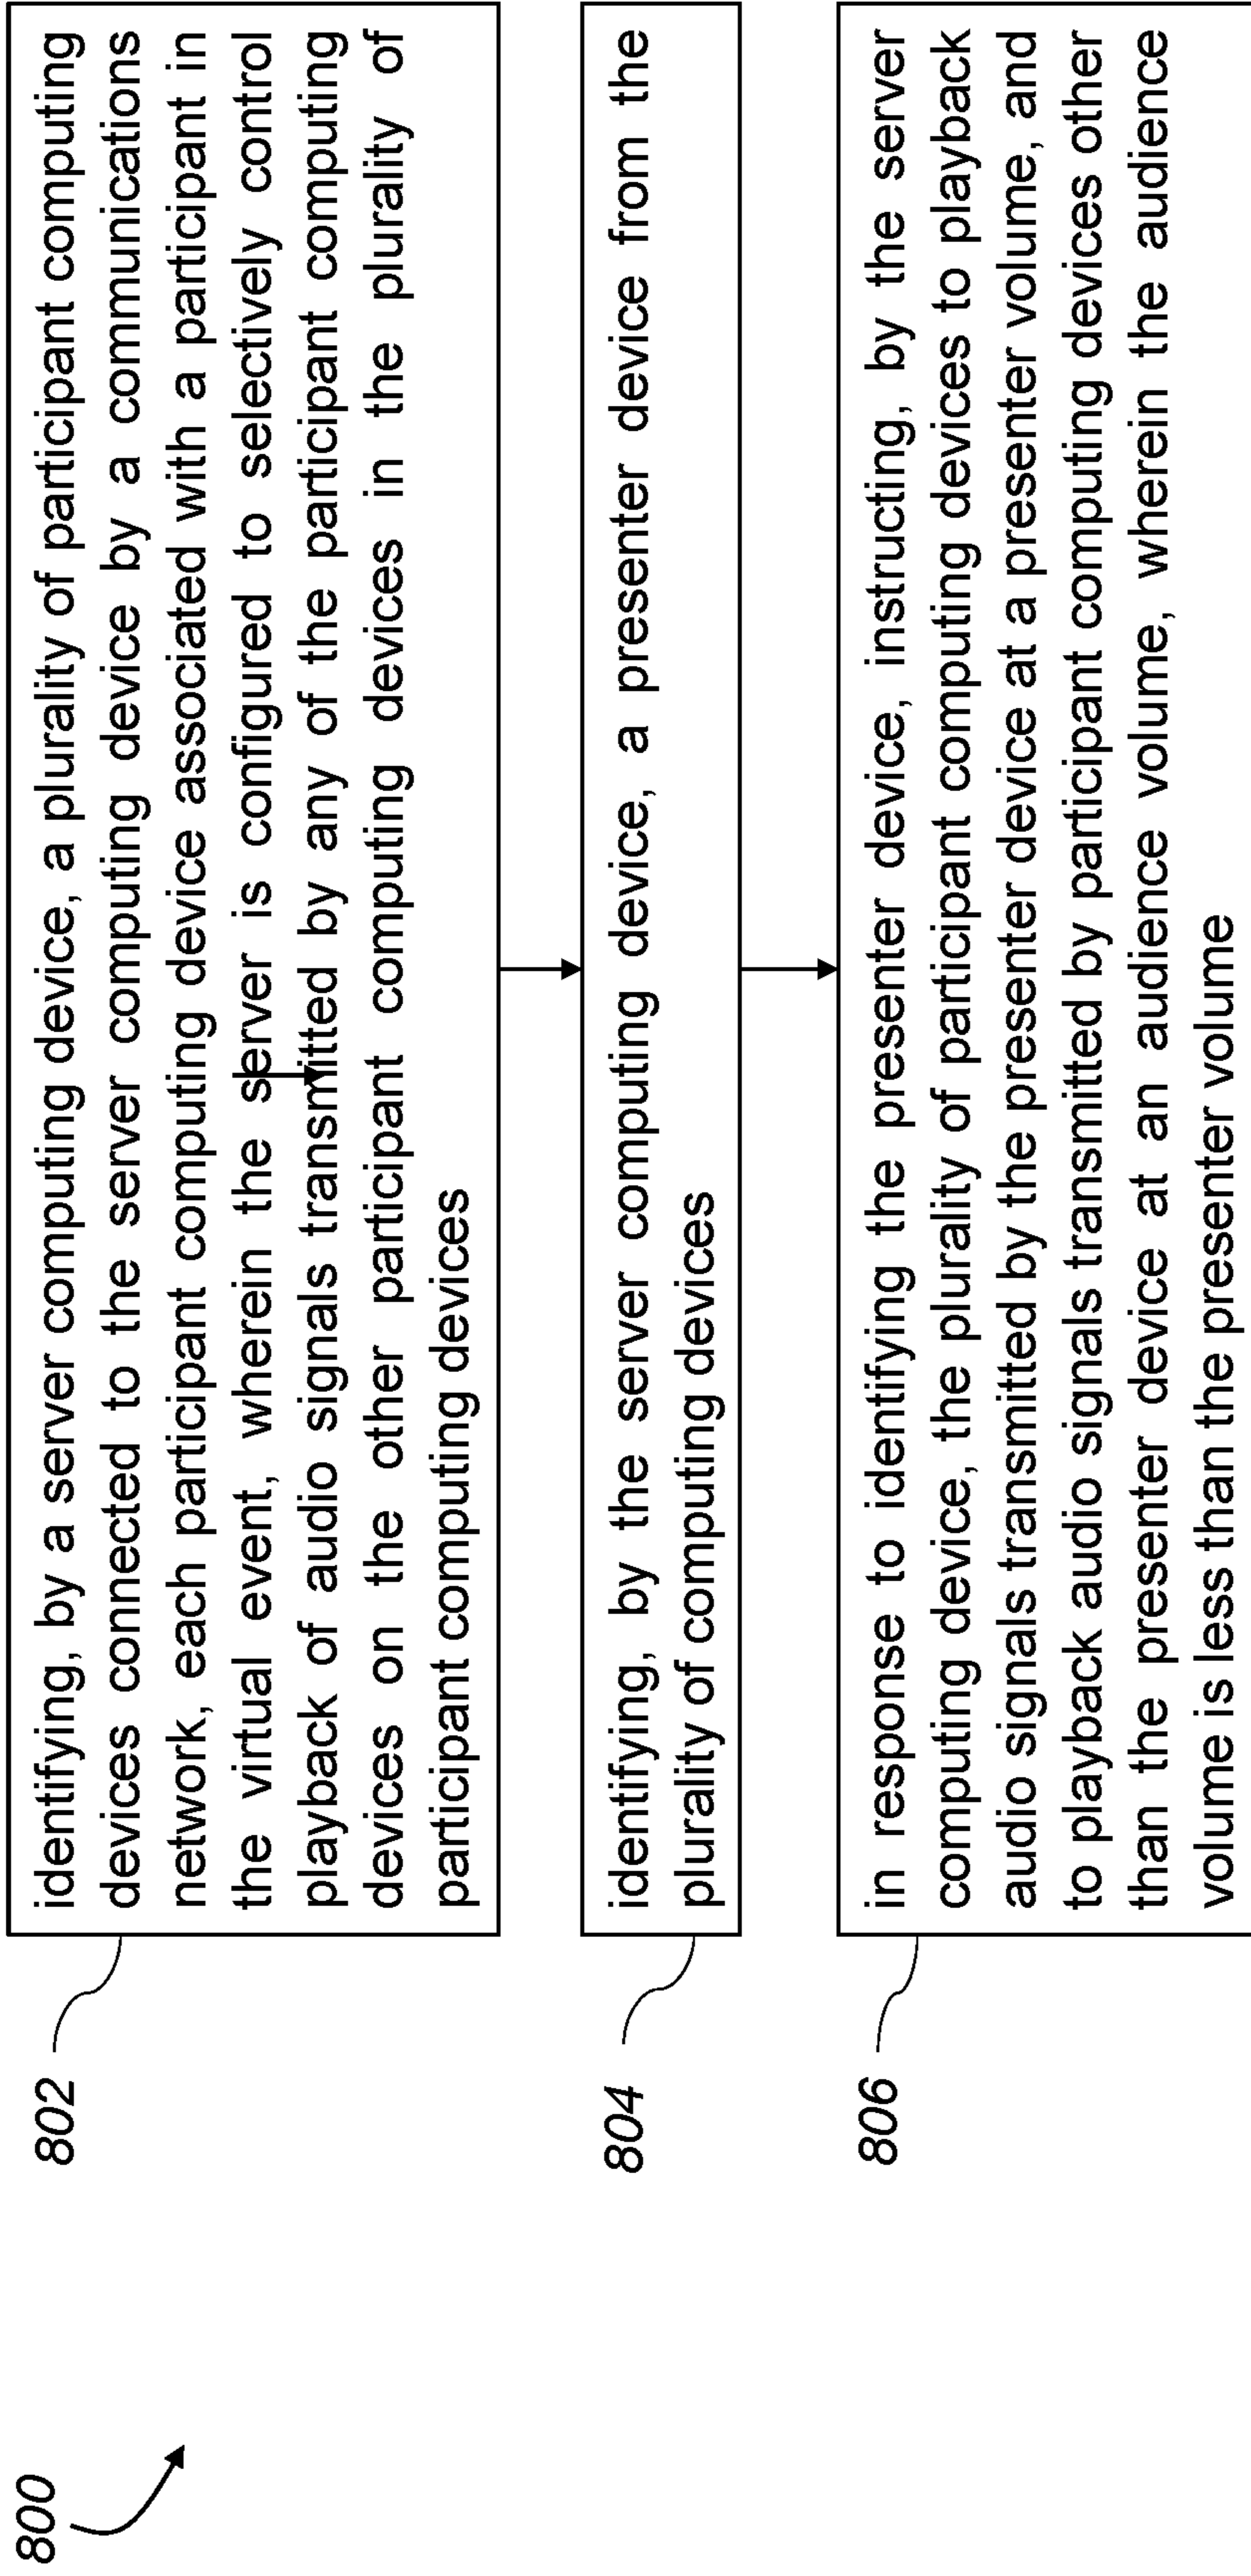 800
802
identifying, by a server computing device, a plurality of participant computing
devices connected to the server computing device by a communications
network, each participant computing device associated with a participant in
the virtual event, wherein the server is configured to selectively control
playback of audio signals transmitted by any of the participant computing
devices on the other participant computing devices in the plurality of
participant computing devices
804
identifying, by the server computing device, a presenter device from the
plurality of computing devices
806
in response to identifying the presenter device, instructing, by the server
computing device, the plurality of participant computing devices to playback
audio signals transmitted by the presenter device at a presenter volume, and
to playback audio signals transmitted by participant computing devices other
than the presenter device at an audience volume, wherein the audience
volume is less than the presenter volume